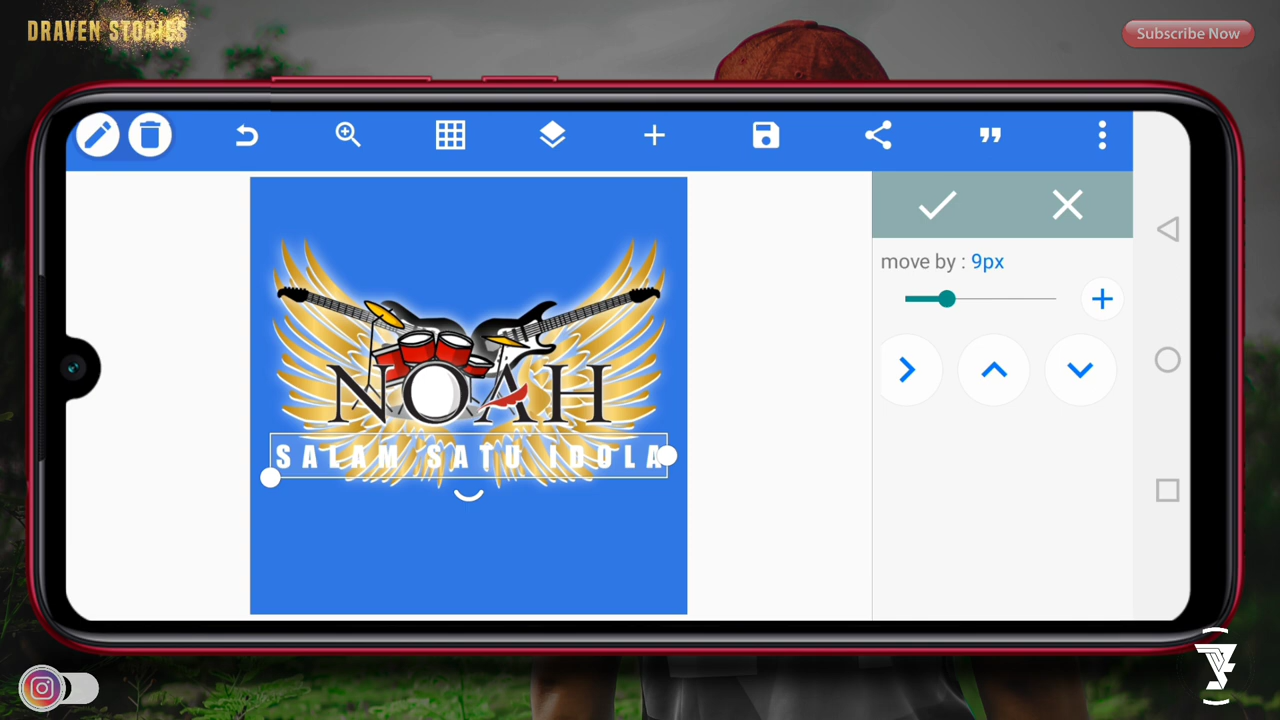 DRAVEN STORIES
Subscribe Now
move by : 9px
NOAH
SALAM SATU IDOLA